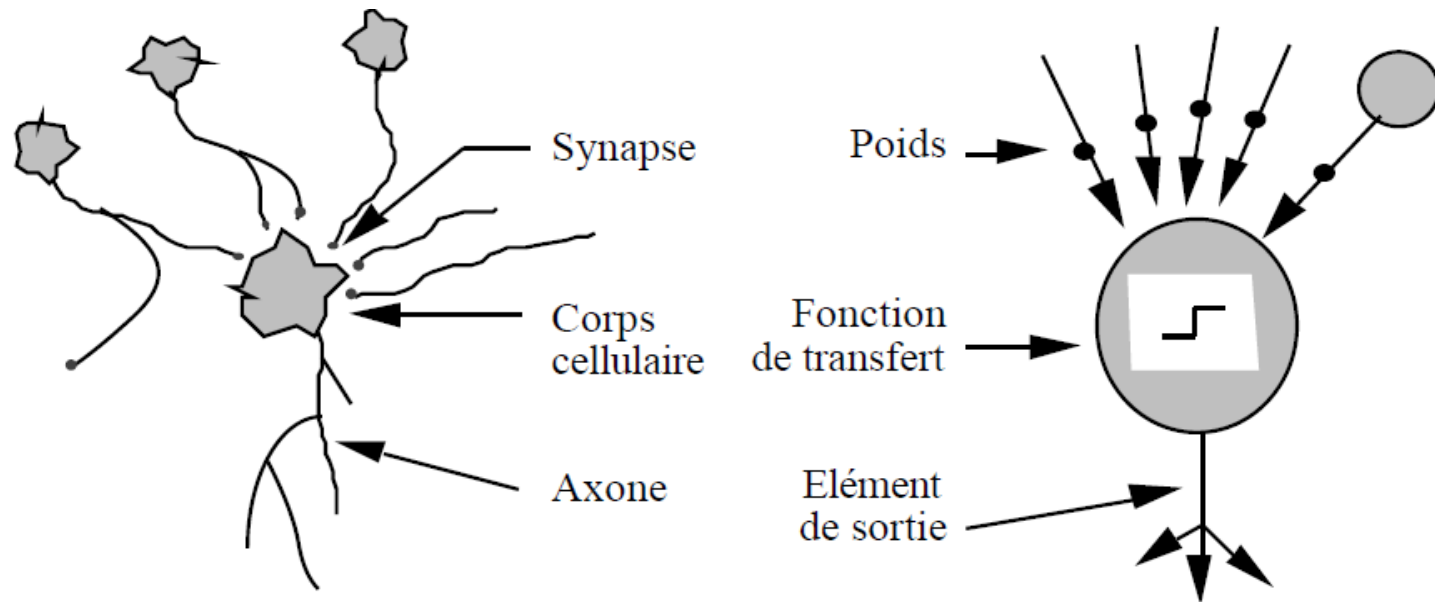 Synapse
Poids
Corps
cellulaire
Fonction
de transfert
Axone
Elément
de sortie